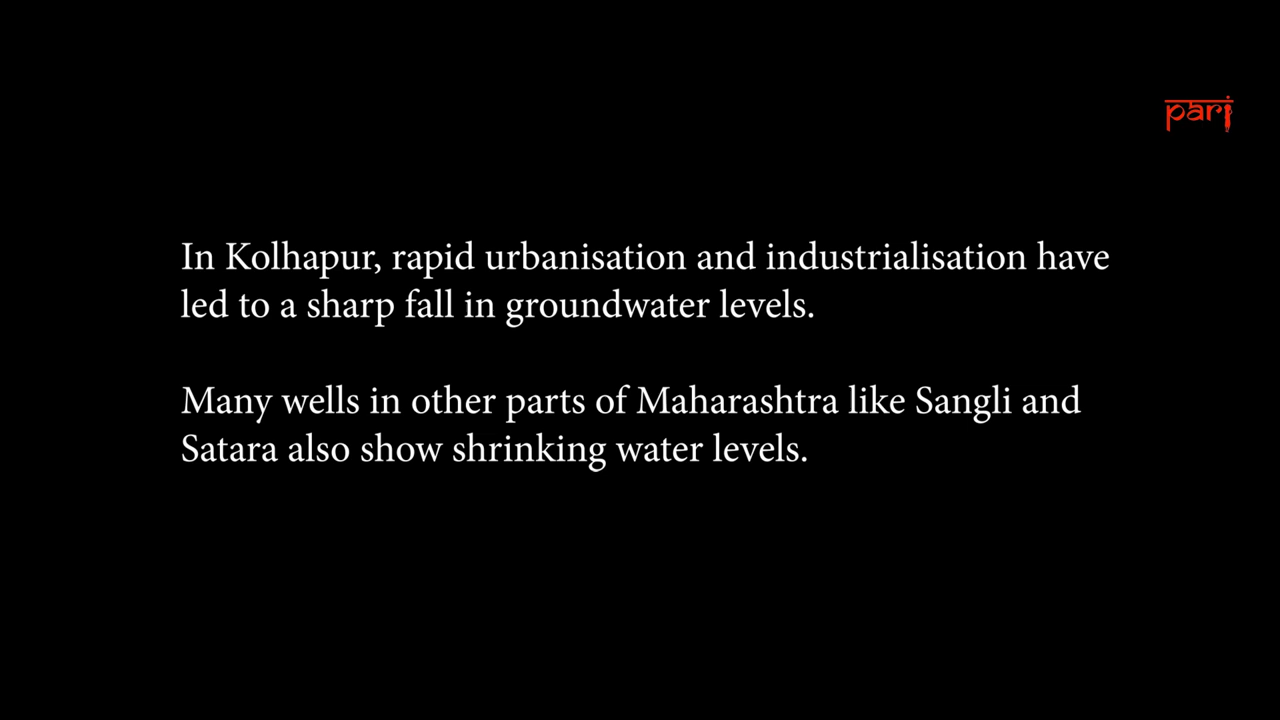 pari
In Kolhapur, rapid urbanisation and industrialisation have
led to a sharp fall in groundwater levels.
Many wells in other parts of Maharashtra like Sangli and
Satara also show shrinking water levels.